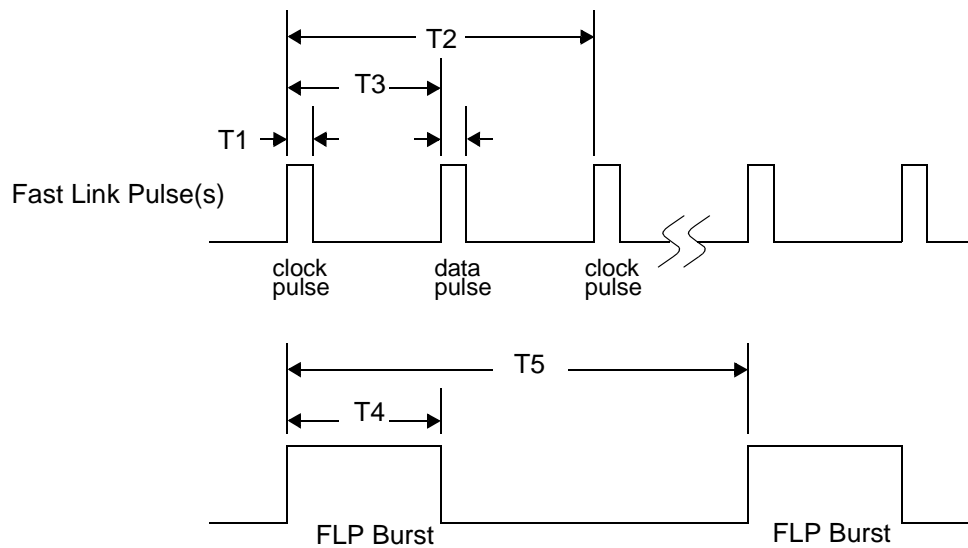 T2
T3
T1
Fast Link Pulse(s)
clock
pulse
data
pulse
clock
pulse
T5
T4
FLP Burst
FLP Burst